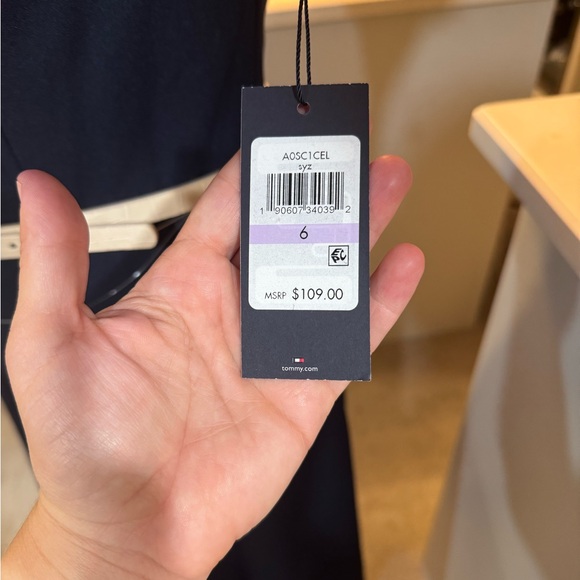 A0SC1CEL
syz
1 90607 34039 2
6
MSRP $109.00
tommy.com